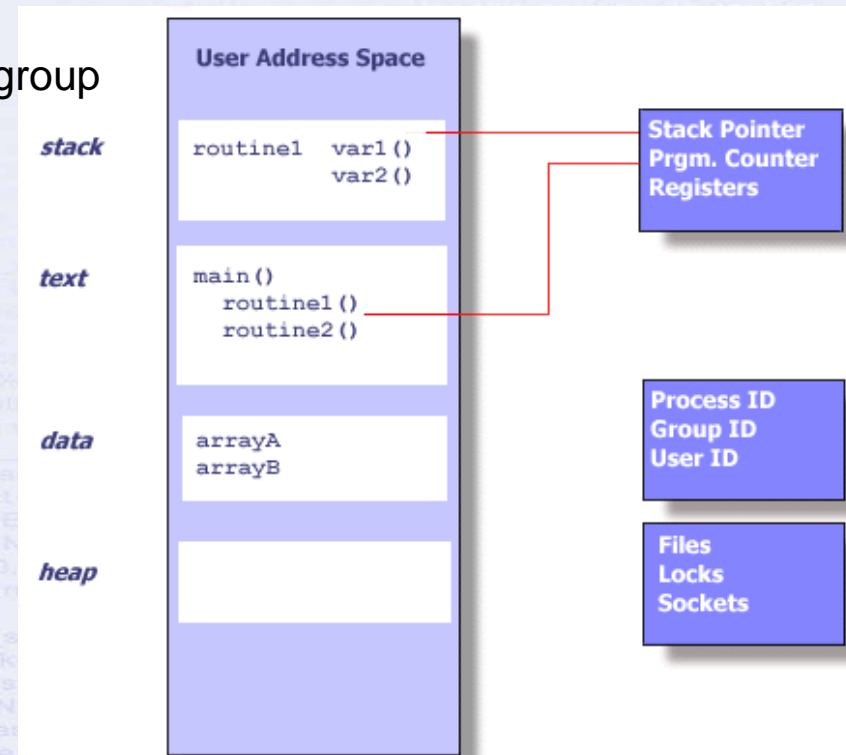 group
User Address Space
stack
routine1 var1()
var2()
text
main()
routine1()
routine2()
data
arrayA
arrayB
heap
Stack Pointer
Prgm. Counter
Registers
Process ID
Group ID
User ID
Files
Locks
Sockets